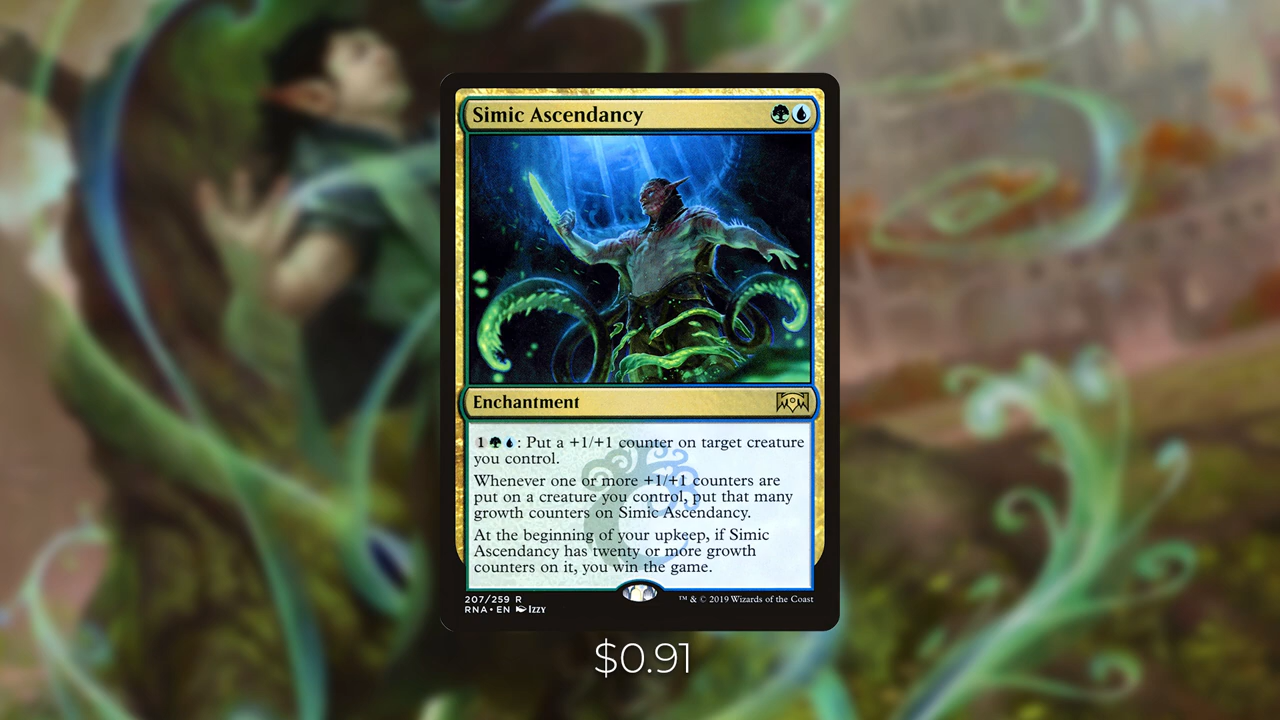 Simic Ascendancy
Enchantment
1 : Put a +1/+1 counter on target creature
you control.
Whenever one or more +1/+1 counters are
put on a creature you control, put that many
growth counters on Simic Ascendancy.
At the beginning of your upkeep, if Simic
Ascendancy has twenty or more growth
counters on it, you win the game.
207/259 R
RNA • EN Izzy
™ & © 2019 Wizards of the Coast
$0.91